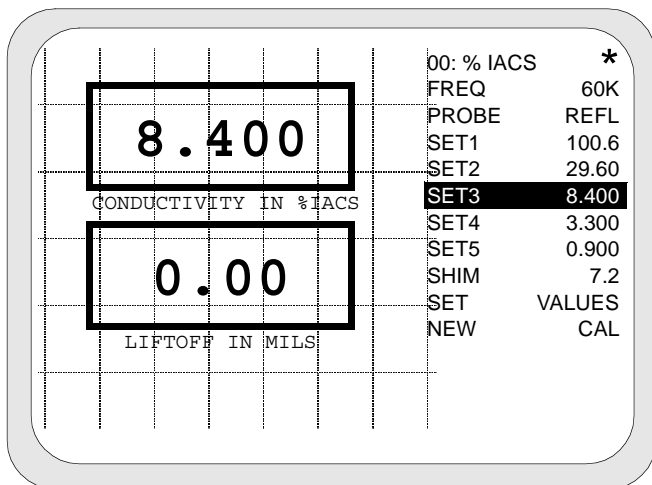 8.400
CONDUCTIVITY IN %IACS
0.00
LIFTOFF IN MILS
00: % IACS *
FREQ 60K
PROBE REFL
SET1 100.6
SET2 29.60
SET3 8.400
SET4 3.300
SET5 0.900
SHIM 7.2
SET VALUES
NEW CAL